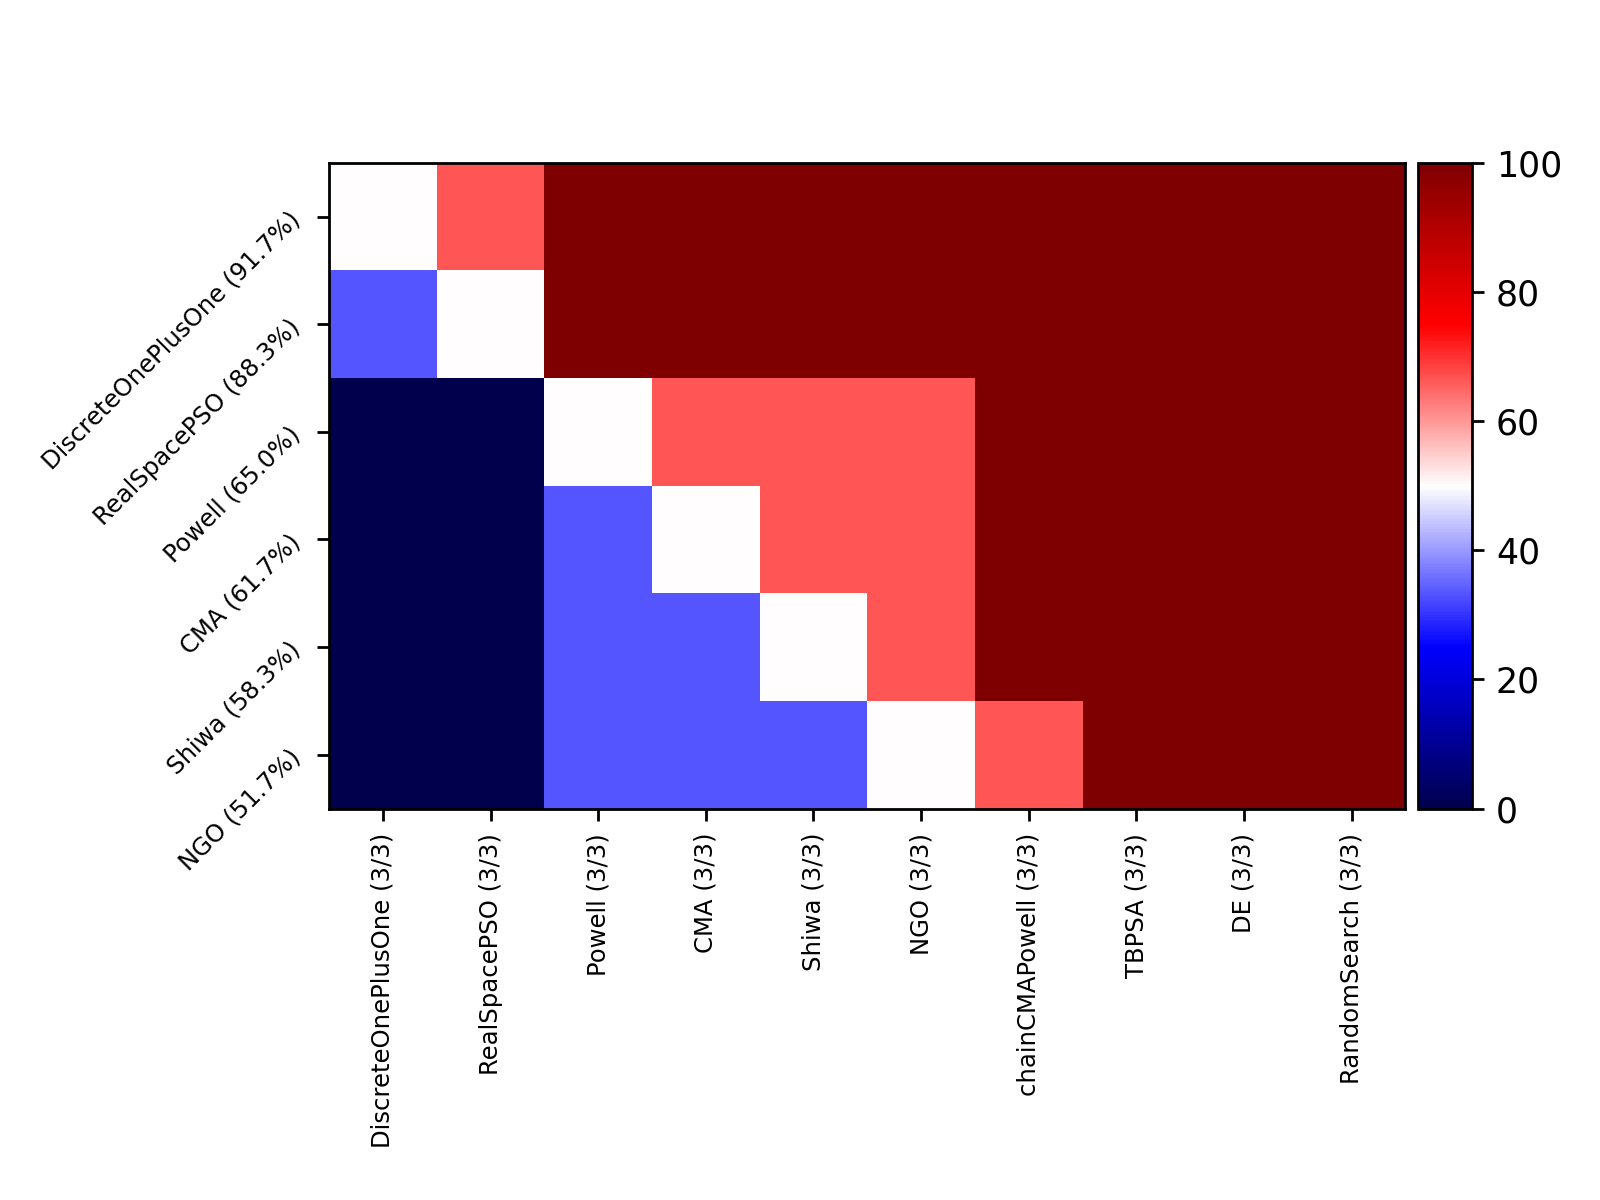 DiscreteOnePlusOne (91.7%)
RealSpacePSO (88.3%)
Powell (65.0%)
CMA (61.7%)
Shiwa (58.3%)
NGO (51.7%)
DiscreteOnePlusOne (3/3)
RealSpacePSO (3/3)
Powell (3/3)
CMA (3/3)
Shiwa (3/3)
NGO (3/3)
chainCMAPowell (3/3)
TBPSA (3/3)
DE (3/3)
RandomSearch (3/3)
100
80
60
40
20
0